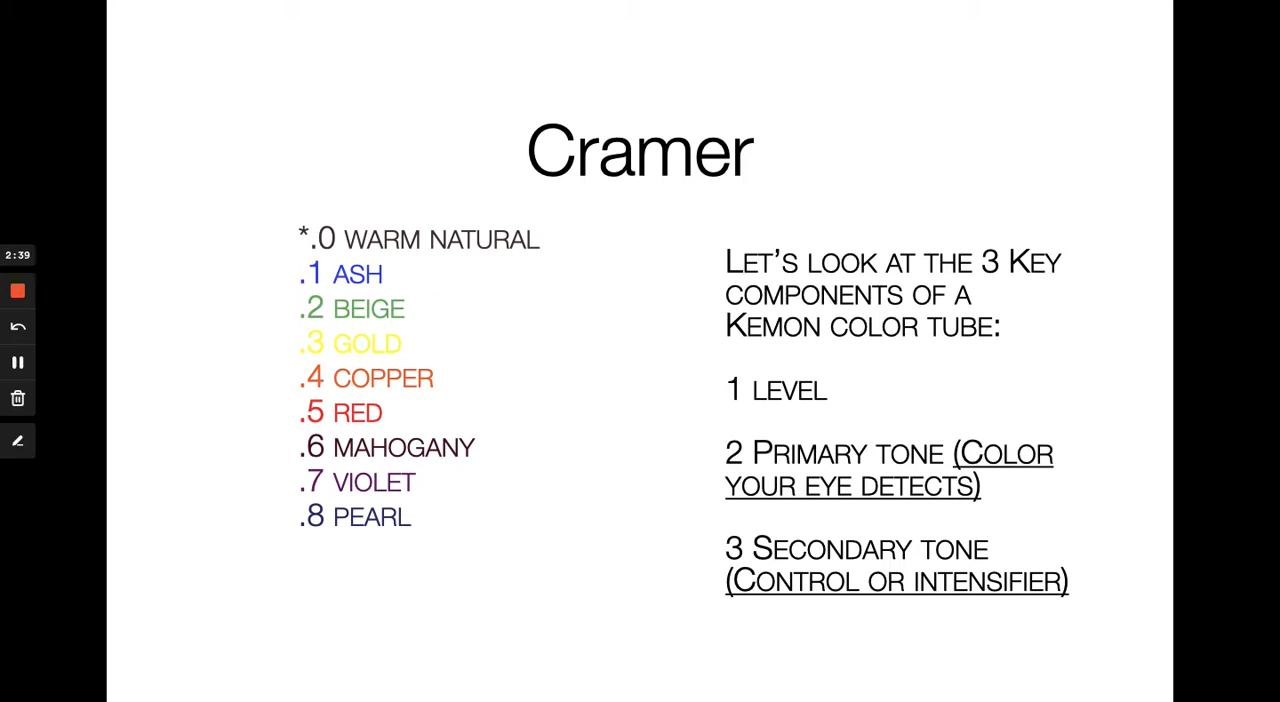 Cramer
*.0 WARM NATURAL
.1 ASH
.2 BEIGE
.3 GOLD
.4 COPPER
.5 RED
.6 MAHOGANY
.7 VIOLET
.8 PEARL
LET'S LOOK AT THE 3 KEY
COMPONENTS OF A
KEMON COLOR TUBE:
1 LEVEL
2 PRIMARY TONE (COLOR
YOUR EYE DETECTS)
3 SECONDARY TONE
(CONTROL OR INTENSIFIER)
2:39